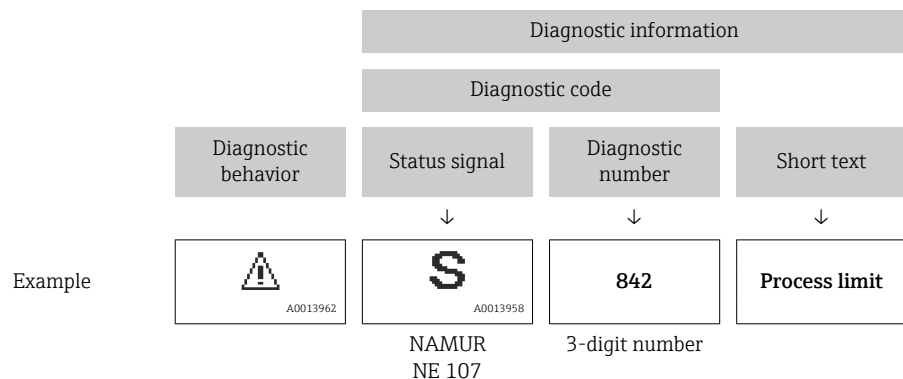 Diagnostic information
Diagnostic code
Diagnostic
behavior
Status signal
Diagnostic
number
Short text
↓ ↓ ↓
Example
A0013962
S
A0013958
842
Process limit
NAMUR
NE 107
3-digit number